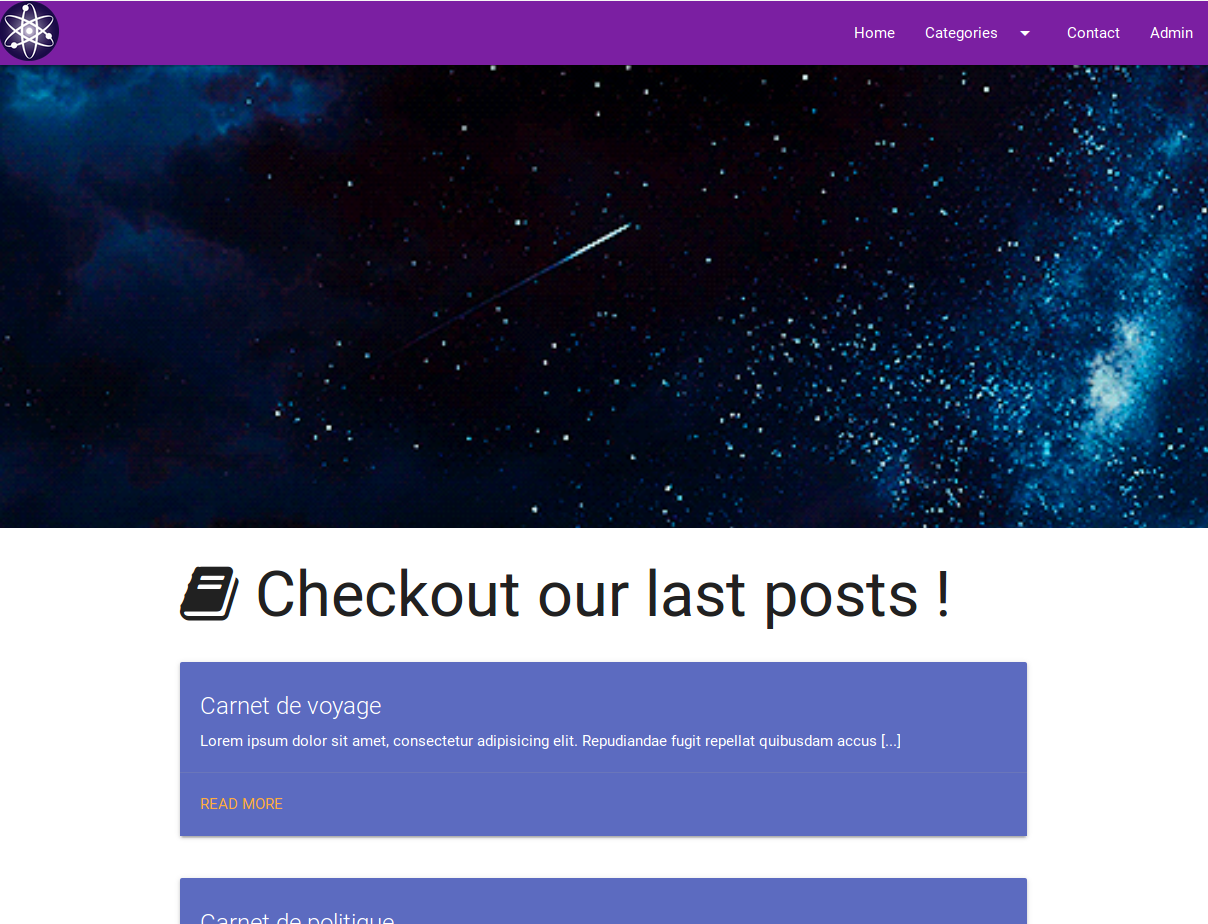 Home Categories Contact Admin
Checkout our last posts !
Carnet de voyage
Lorem ipsum dolor sit amet, consectetur adipisicing elit. Repudiandae fugit repellat quibusdam accus [...]
READ MORE
Carnet de politique